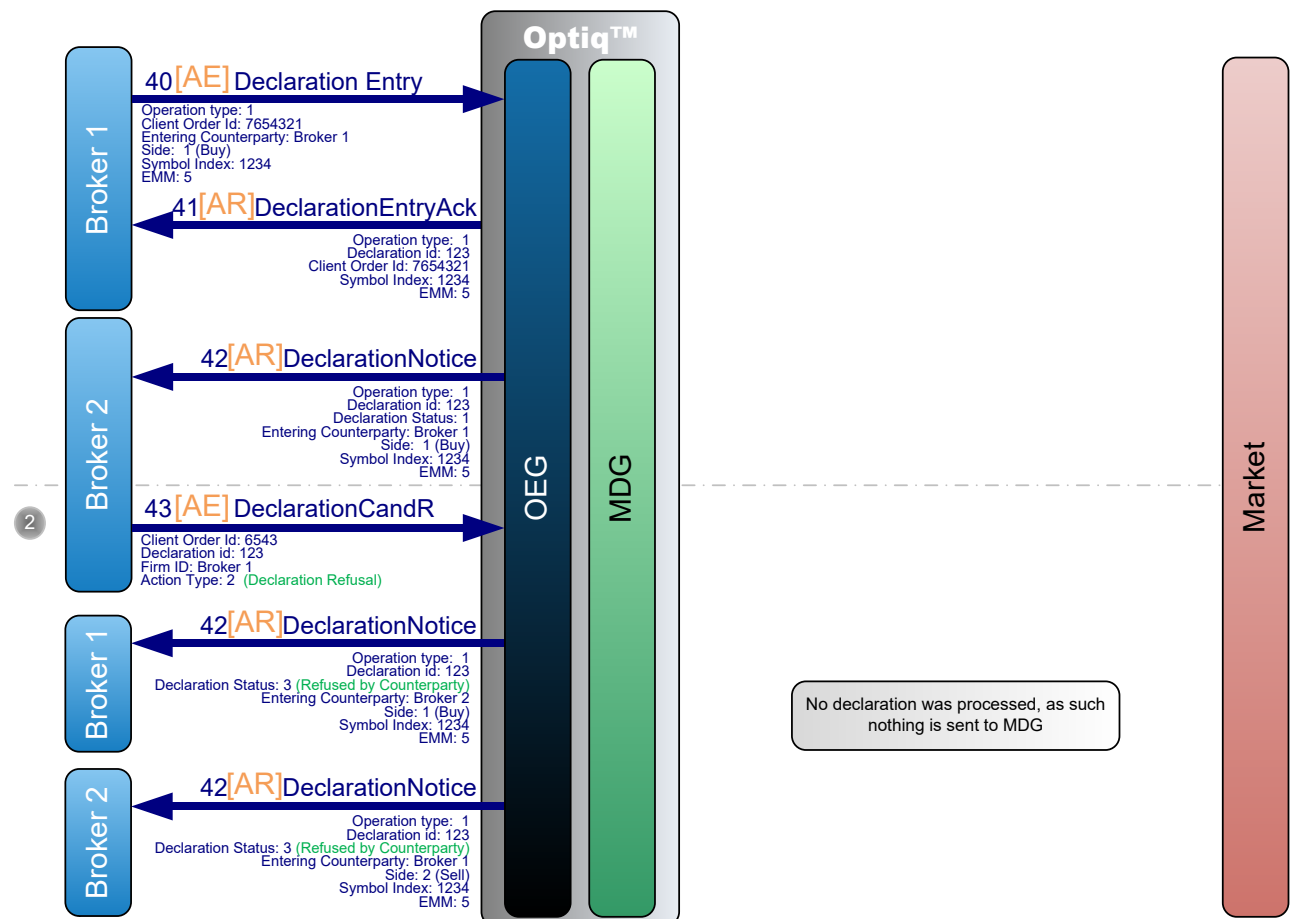 Optiq™
Broker 1
40[AE] Declaration Entry
Operation type: 1
Client Order Id: 7654321
Entering Counterparty: Broker 1
Side: 1 (Buy)
Symbol Index: 1234
EMM: 5
41[AR]DeclarationEntryAck
Operation type: 1
Declaration id: 123
Client Order Id: 7654321
Symbol Index: 1234
EMM: 5
Broker 2
42[AR]DeclarationNotice
Operation type: 1
Declaration id: 123
Declaration Status: 1
Entering Counterparty: Broker 1
Side: 1 (Buy)
Symbol Index: 1234
EMM: 5
OEG
MDG
Market
2
43[AE] DeclarationCandR
Client Order Id: 6543
Declaration id: 123
Firm ID: Broker 1
Action Type: 2 (Declaration Refusal)
Broker 1
42[AR]DeclarationNotice
Operation type: 1
Declaration id: 123
Declaration Status: 3 (Refused by Counterparty)
Entering Counterparty: Broker 2
Side: 1 (Buy)
Symbol Index: 1234
EMM: 5
No declaration was processed, as such
nothing is sent to MDG
Broker 2
42[AR]DeclarationNotice
Operation type: 1
Declaration id: 123
Declaration Status: 3 (Refused by Counterparty)
Entering Counterparty: Broker 1
Side: 2 (Sell)
Symbol Index: 1234
EMM: 5